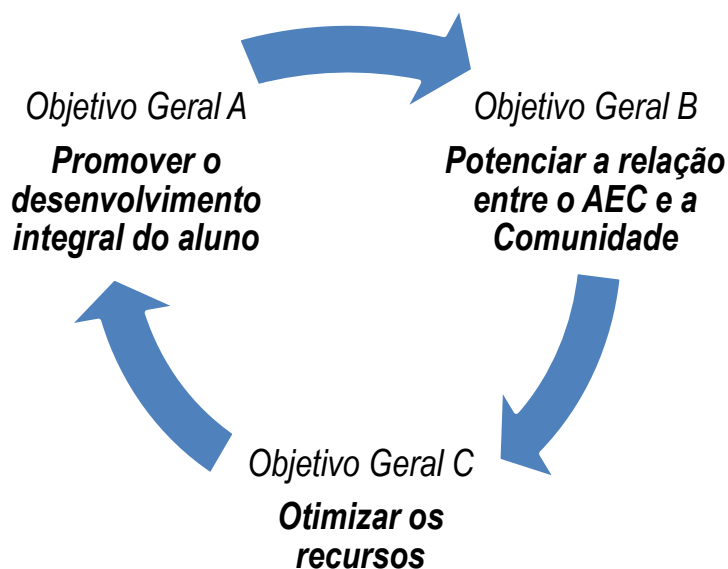 Objetivo Geral A
Promover o
desenvolvimento
integral do aluno
Objetivo Geral B
Potenciar a relação
entre o AEC e a
Comunidade
Objetivo Geral C
Otimizar os
recursos